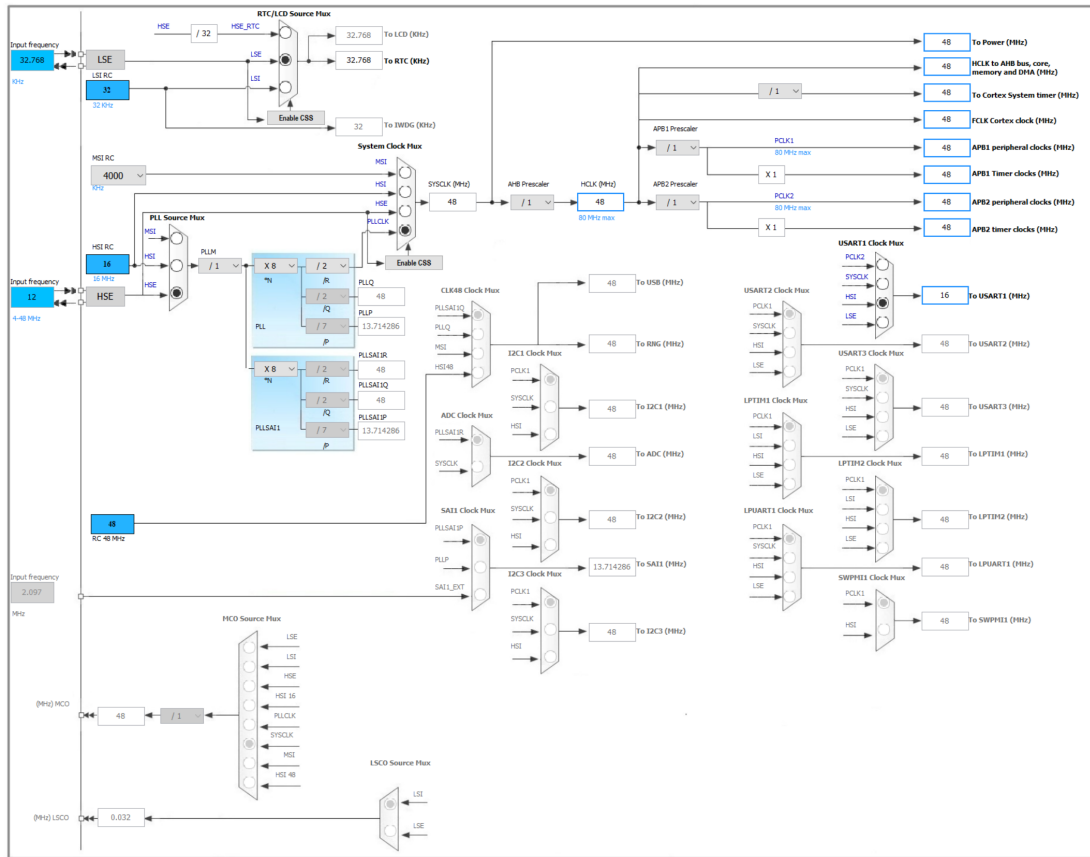 RTC/LCD Source Mux
HSE
/ 32
HSE_RTC
32.768
To LCD (KHz)
Input frequency
32.768
KHz
LSE
LSE
32.768
To RTC (KHz)
LSI RC
32
32 KHz
LSI
Enable CSS
32
To IWDG (KHz)
System Clock Mux
MSI RC
4000
KHz
MSI
HSI
HSE
PLLCLK
Enable CSS
SYSCLK (MHz)
48
AHB Prescaler
/ 1
HCLK (MHz)
48
80 MHz max
48
To Power (MHz)
48
HCLK to AHB bus, core,
memory and DMA (MHz)
/ 1
48
To Cortex System timer (MHz)
48
FCLK Cortex clock (MHz)
APB1 Prescaler
/ 1
PCLK1
80 MHz max
48
APB1 peripheral clocks (MHz)
X 1
48
APB1 Timer clocks (MHz)
APB2 Prescaler
/ 1
PCLK2
80 MHz max
48
APB2 peripheral clocks (MHz)
X 1
48
APB2 timer clocks (MHz)
PLL Source Mux
MSI
HSI
HSE
HSI RC
16
16 MHz
Input frequency
12
4-48 MHz
HSE
PLLM
/ 1
X 8
*N
/ 2
/R
PLLQ
/ 2
48
/Q
PLLP
/ 7
13.714286
/P
PLL
PLLSAI1R
X 8
*N
/ 2
48
/R
PLLSAI1Q
/ 2
48
/Q
PLLSAI1P
/ 7
13.714286
/P
PLLSAI1
CLK48 Clock Mux
PLLSAI1Q
PLLQ
MSI
HSI48
48
To USB (MHz)
48
To RNG (MHz)
I2C1 Clock Mux
PCLK1
SYSCLK
HSI
48
To I2C1 (MHz)
ADC Clock Mux
PLLSAI1R
SYSCLK
48
To ADC (MHz)
I2C2 Clock Mux
PCLK1
SYSCLK
HSI
48
To I2C2 (MHz)
SAI1 Clock Mux
PLLSAI1P
PLLP
SAI1_EXT
13.714286
To SAI1 (MHz)
I2C3 Clock Mux
PCLK1
SYSCLK
HSI
48
To I2C3 (MHz)
USART1 Clock Mux
PCLK2
SYSCLK
HSI
LSE
16
To USART1 (MHz)
USART2 Clock Mux
PCLK1
SYSCLK
HSI
LSE
48
To USART2 (MHz)
USART3 Clock Mux
PCLK1
SYSCLK
HSI
LSE
48
To USART3 (MHz)
LPTIM1 Clock Mux
PCLK1
LSI
HSI
LSE
48
To LPTIM1 (MHz)
LPTIM2 Clock Mux
PCLK1
LSI
HSI
LSE
48
To LPTIM2 (MHz)
LPUART1 Clock Mux
PCLK1
SYSCLK
HSI
LSE
48
To LPUART1 (MHz)
SWPMI1 Clock Mux
PCLK1
HSI
48
To SWPMI1 (MHz)
48
RC 48 MHz
Input frequency
2.097
MHz
MCO Source Mux
LSE
LSI
HSE
HSI 16
PLLCLK
SYSCLK
MSI
HSI 48
(MHz) MCO
48
/ 1
LSCO Source Mux
LSI
LSE
(MHz) LSCO
0.032